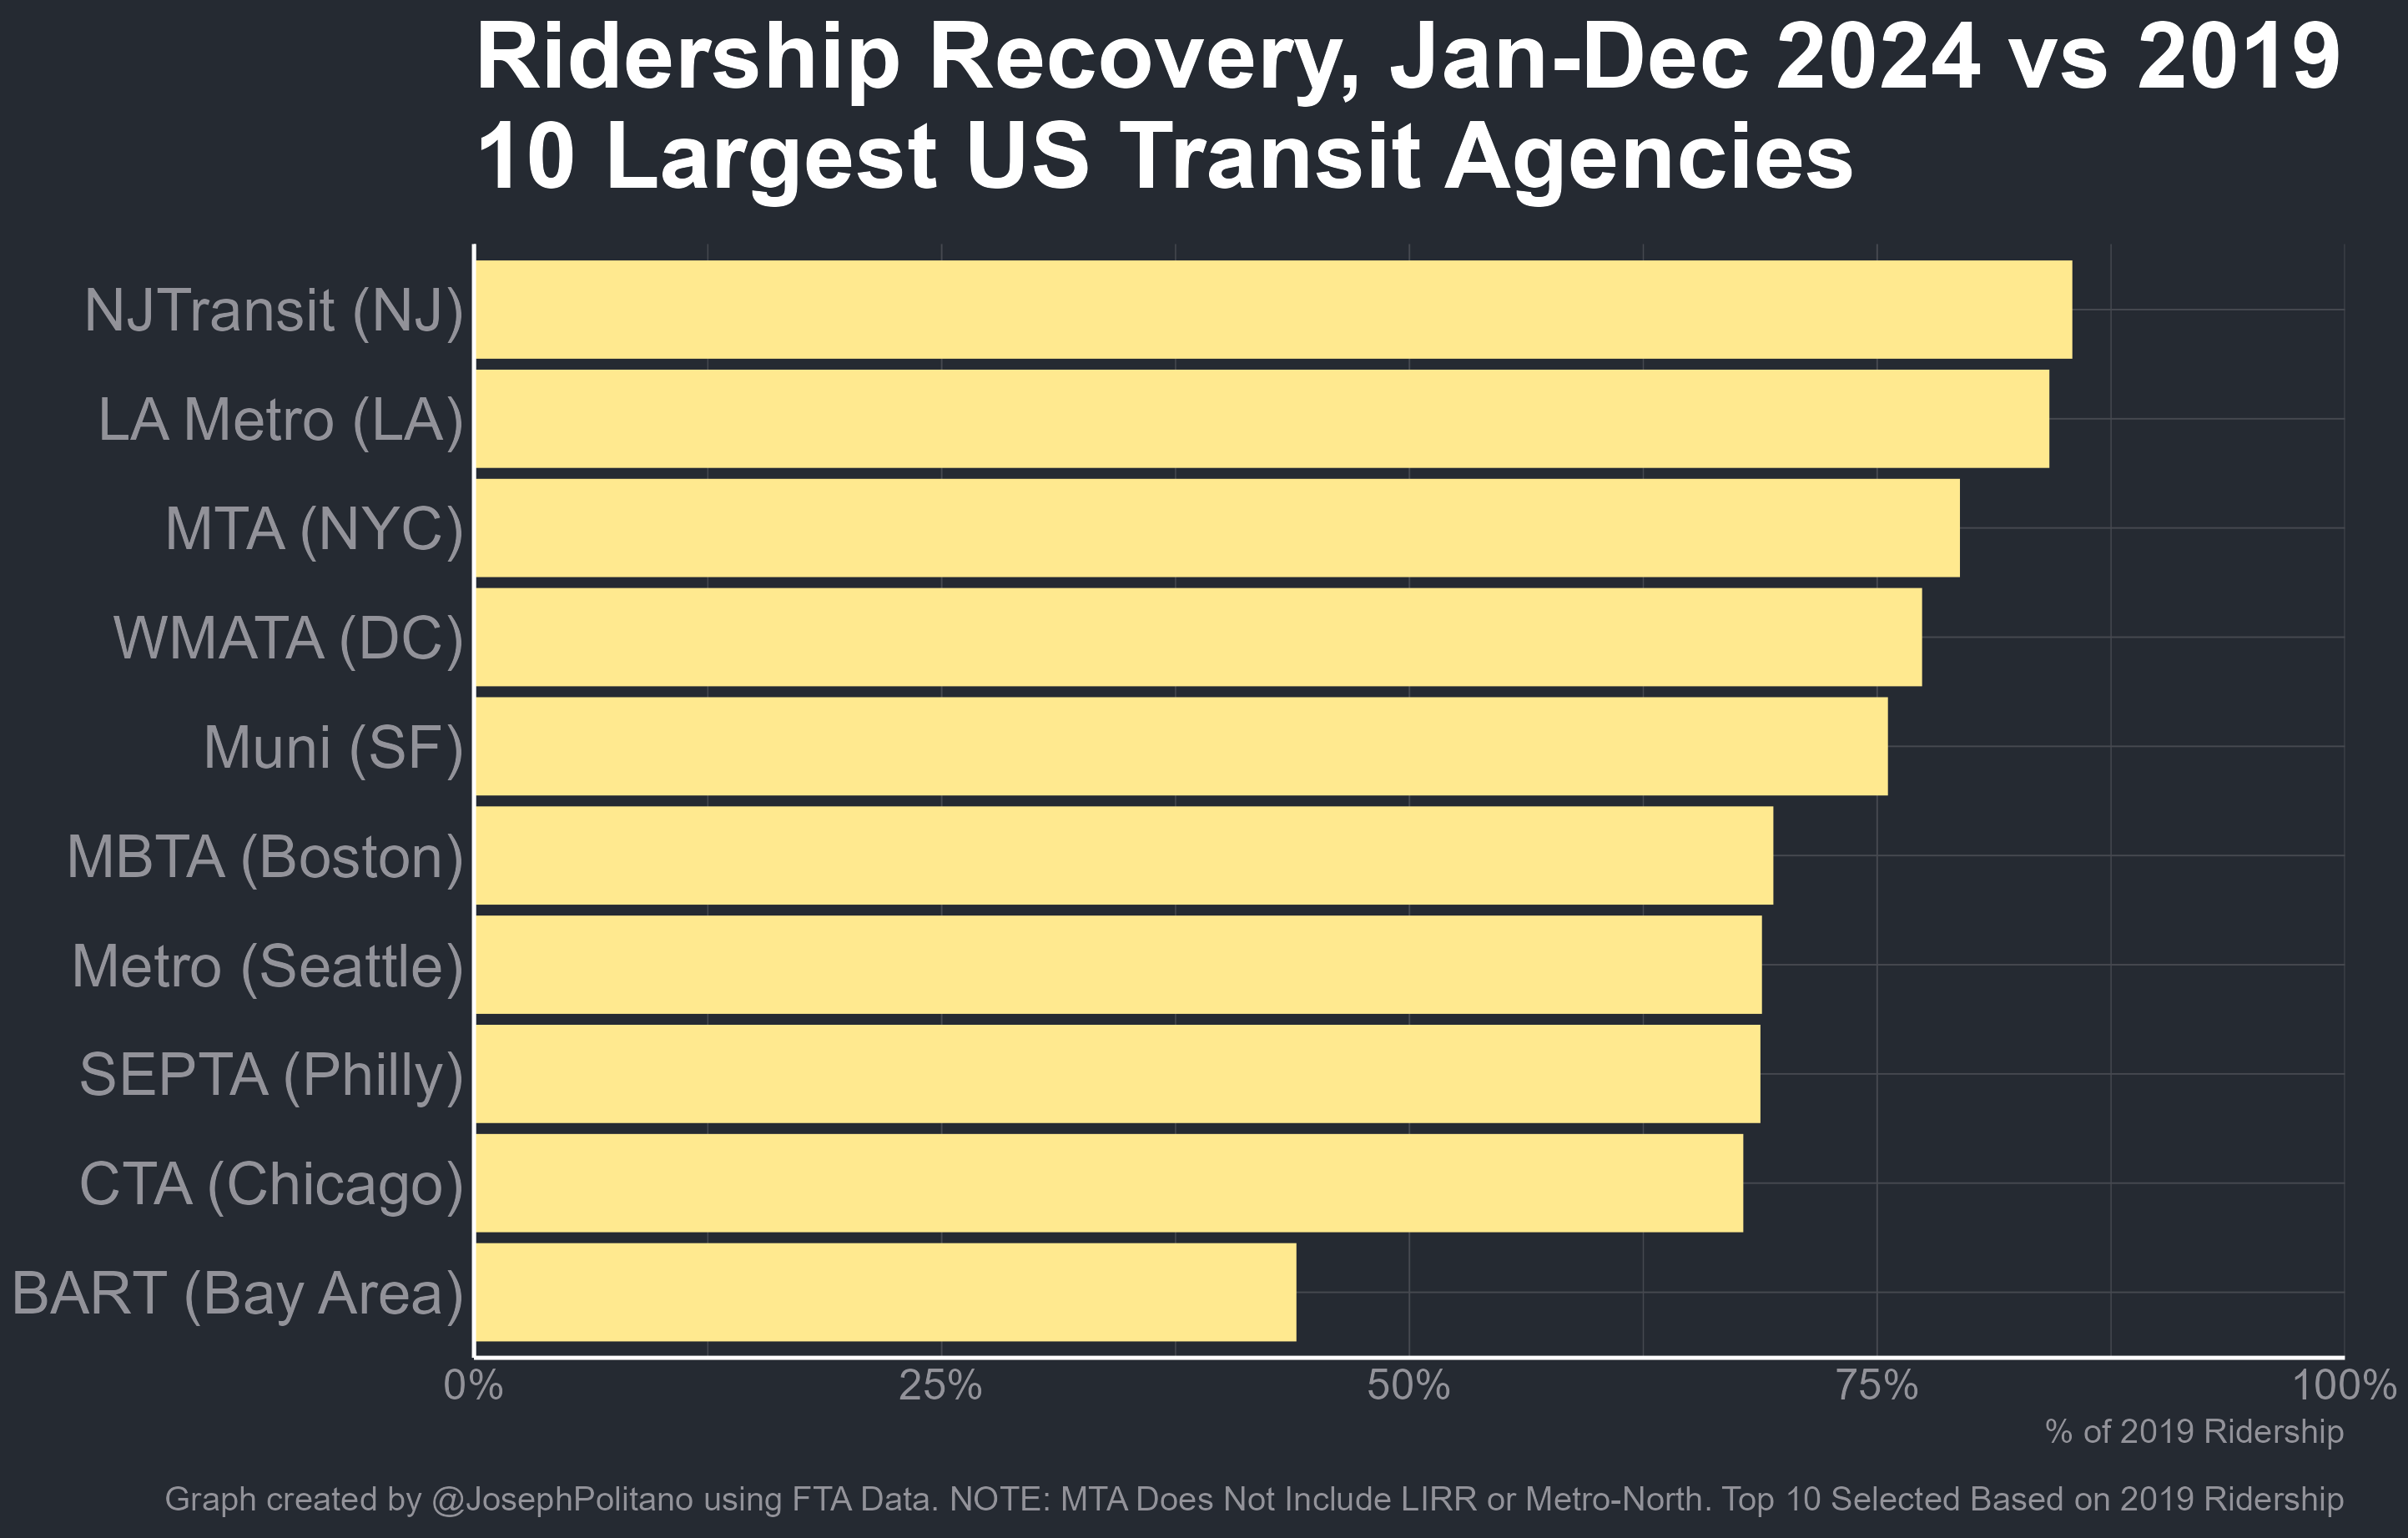 Ridership Recovery, Jan-Dec 2024 vs 2019
10 Largest US Transit Agencies
NJTransit (NJ)
LA Metro (LA)
MTA (NYC)
WMATA (DC)
Muni (SF)
MBTA (Boston)
Metro (Seattle)
SEPTA (Philly)
CTA (Chicago)
BART (Bay Area)
0% 25% 50% 75% 100%
% of 2019 Ridership
Graph created by @JosephPolitano using FTA Data. NOTE: MTA Does Not Include LIRR or Metro-North. Top 10 Selected Based on 2019 Ridership